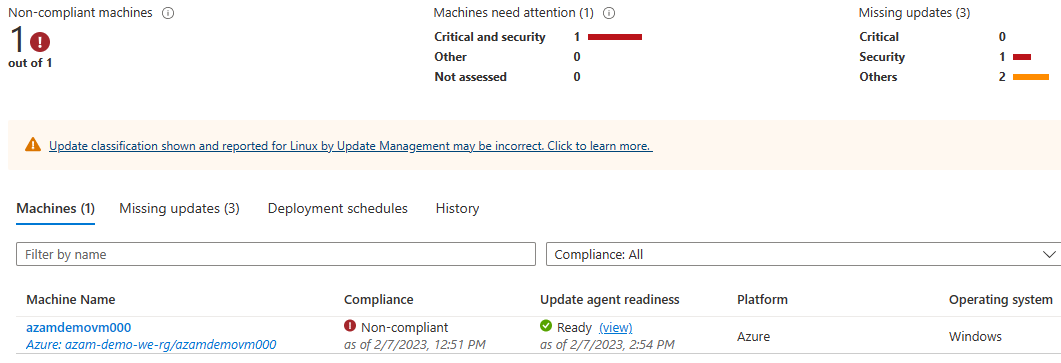 Non-compliant machines
1
out of 1
Machines need attention (1)
Critical and security 1
Other 0
Not assessed 0
Missing updates (3)
Critical 0
Security 1
Others 2
Update classification shown and reported for Linux by Update Management may be incorrect. Click to learn more.
Machines (1) Missing updates (3) Deployment schedules History
Filter by name Compliance: All
Machine Name Compliance Update agent readiness Platform Operating system
azamdemovm000 Non-compliant Ready (view) Azure Windows
Azure: azam-demo-we-rg/azamdemovm000 as of 2/7/2023, 12:51 PM as of 2/7/2023, 2:54 PM